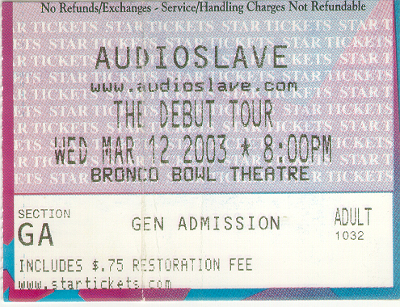 No Refunds/Exchanges - Service/Handling Charges Not Refundable
AUDIOSLAVE
www.audioslave.com
THE DEBUT TOUR
WED MAR 12 2003 * 8:00PM
BRONCO BOWL THEATRE
SECTION
GA
GEN ADMISSION
ADULT
1032
INCLUDES $.75 RESTORATION FEE
www.startickets.com